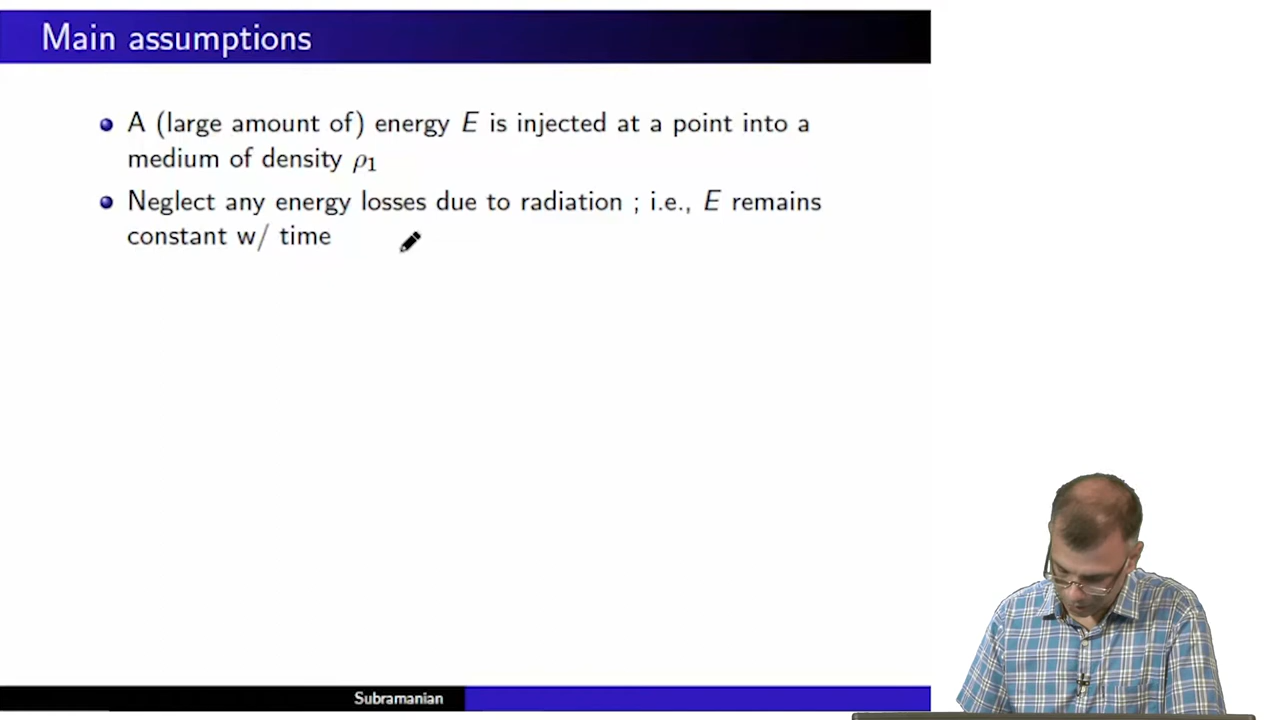 Main assumptions
A (large amount of) energy E is injected at a point into a
medium of density ρ₁
Neglect any energy losses due to radiation ; i.e., E remains
constant w/ time
Subramanian